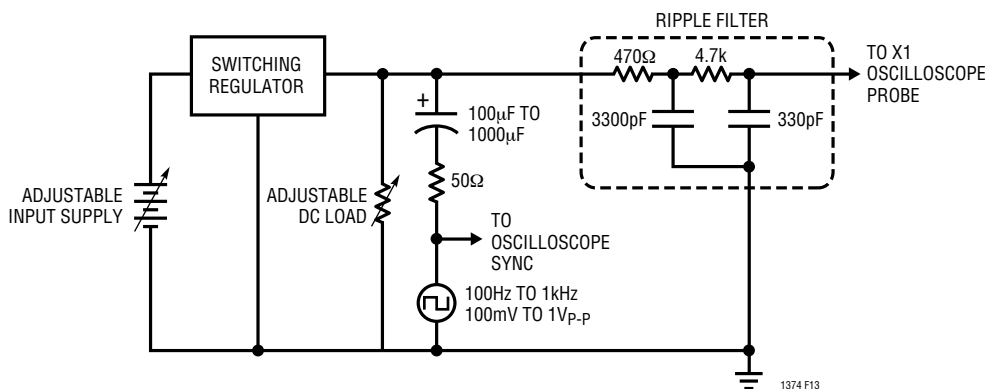 RIPPLE FILTER
SWITCHING
REGULATOR
470Ω
4.7k
TO X1
OSCILLOSCOPE
PROBE
+
100µF TO
1000µF
3300pF
330pF
50Ω
ADJUSTABLE
INPUT SUPPLY
ADJUSTABLE
DC LOAD
TO
OSCILLOSCOPE
SYNC
100Hz TO 1kHz
100mV TO 1VP-P
1374 F13